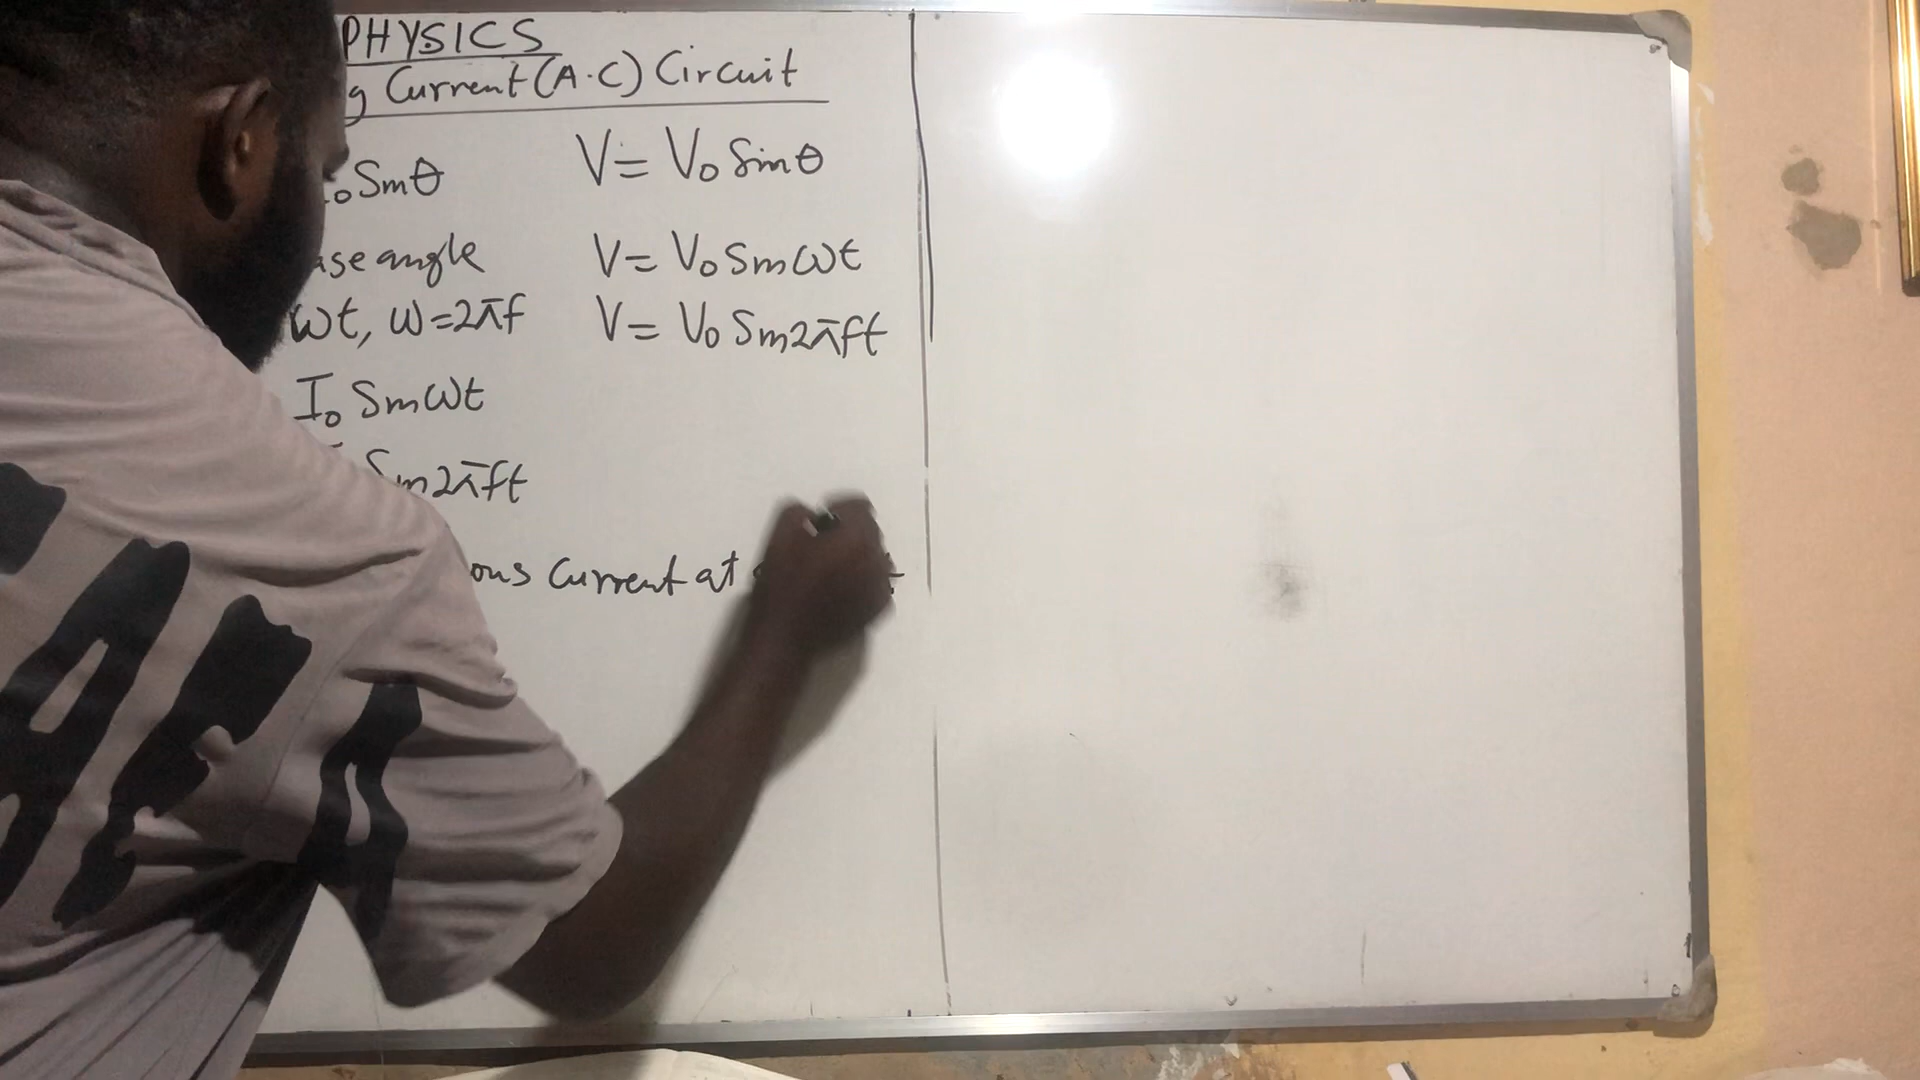 PHYSICS
g Current (A.C) Circuit
V = V₀ Sinθ
₀ Sinθ
ase angle
V = V₀ Sinωt
ωt, ω=2πf
V = V₀ Sin2πft
I₀ Sinωt
Sin2πft
ous Current at